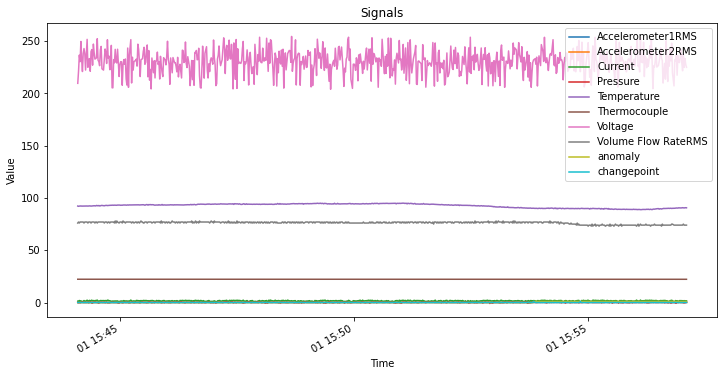 Signals
Value
250
200
150
100
50
0
01 15:45
01 15:50
01 15:55
Time
Accelerometer1RMS
Accelerometer2RMS
Current
Pressure
Temperature
Thermocouple
Voltage
Volume Flow RateRMS
anomaly
changepoint